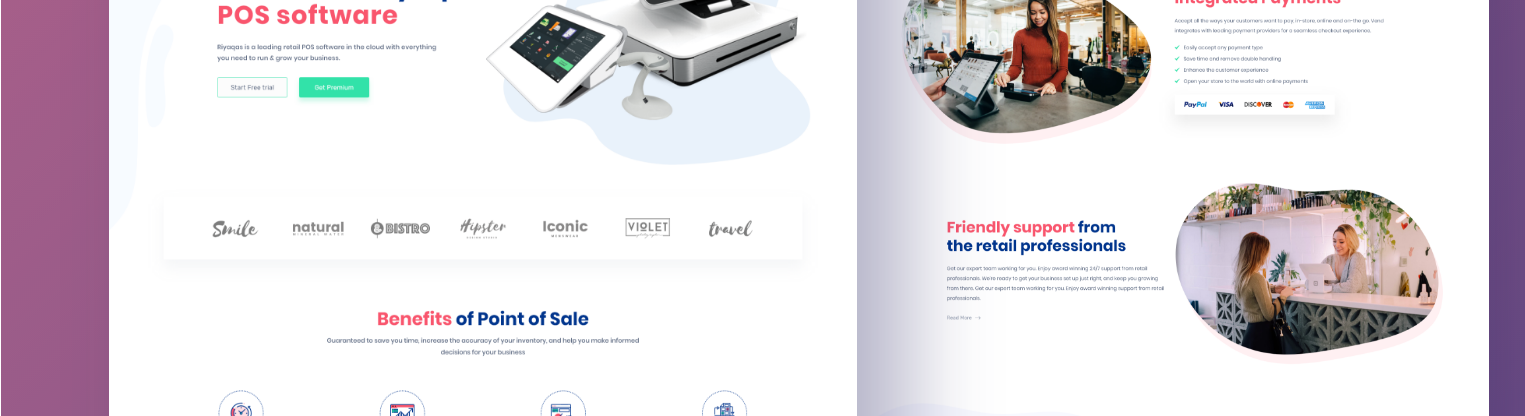 POS software
Riyaqas is a leading retail POS software in the cloud with everything
you need to run & grow your business.
Start Free trial
Get Premium
Smile
natural
BISTRO
Hipster
Iconic
VIOLET
travel
Benefits of Point of Sale
Guaranteed to save you time, increase the accuracy of your inventory, and help you make informed
decisions for your business
Integrated Payments
Accept all the ways your customers want to pay. In-store, online and on-the go. Vend
integrates with leading payment providers for a seamless checkout experience.
Easily accept any payment type
Save time and remove double handling
Enhance the customer experience
Open your store to the world with online payments
PayPal
VISA
DISCOVER
Friendly support from
the retail professionals
Get our expert team working for you. Enjoy award winning 24/7 support from retail
professionals. We're ready to get your business set up just right, and keep you growing
from there. Get our expert team working for you. Enjoy award winning support from retail
professionals.
Read More